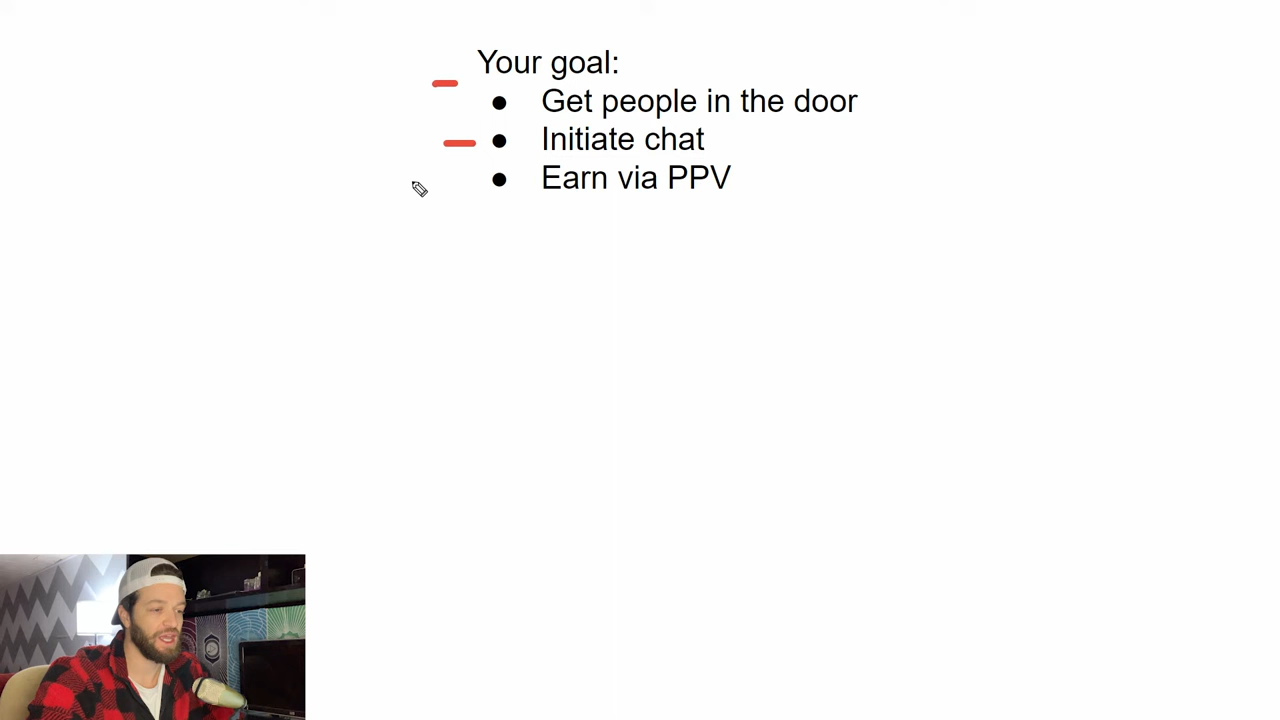 Your goal:
● Get people in the door
● Initiate chat
● Earn via PPV